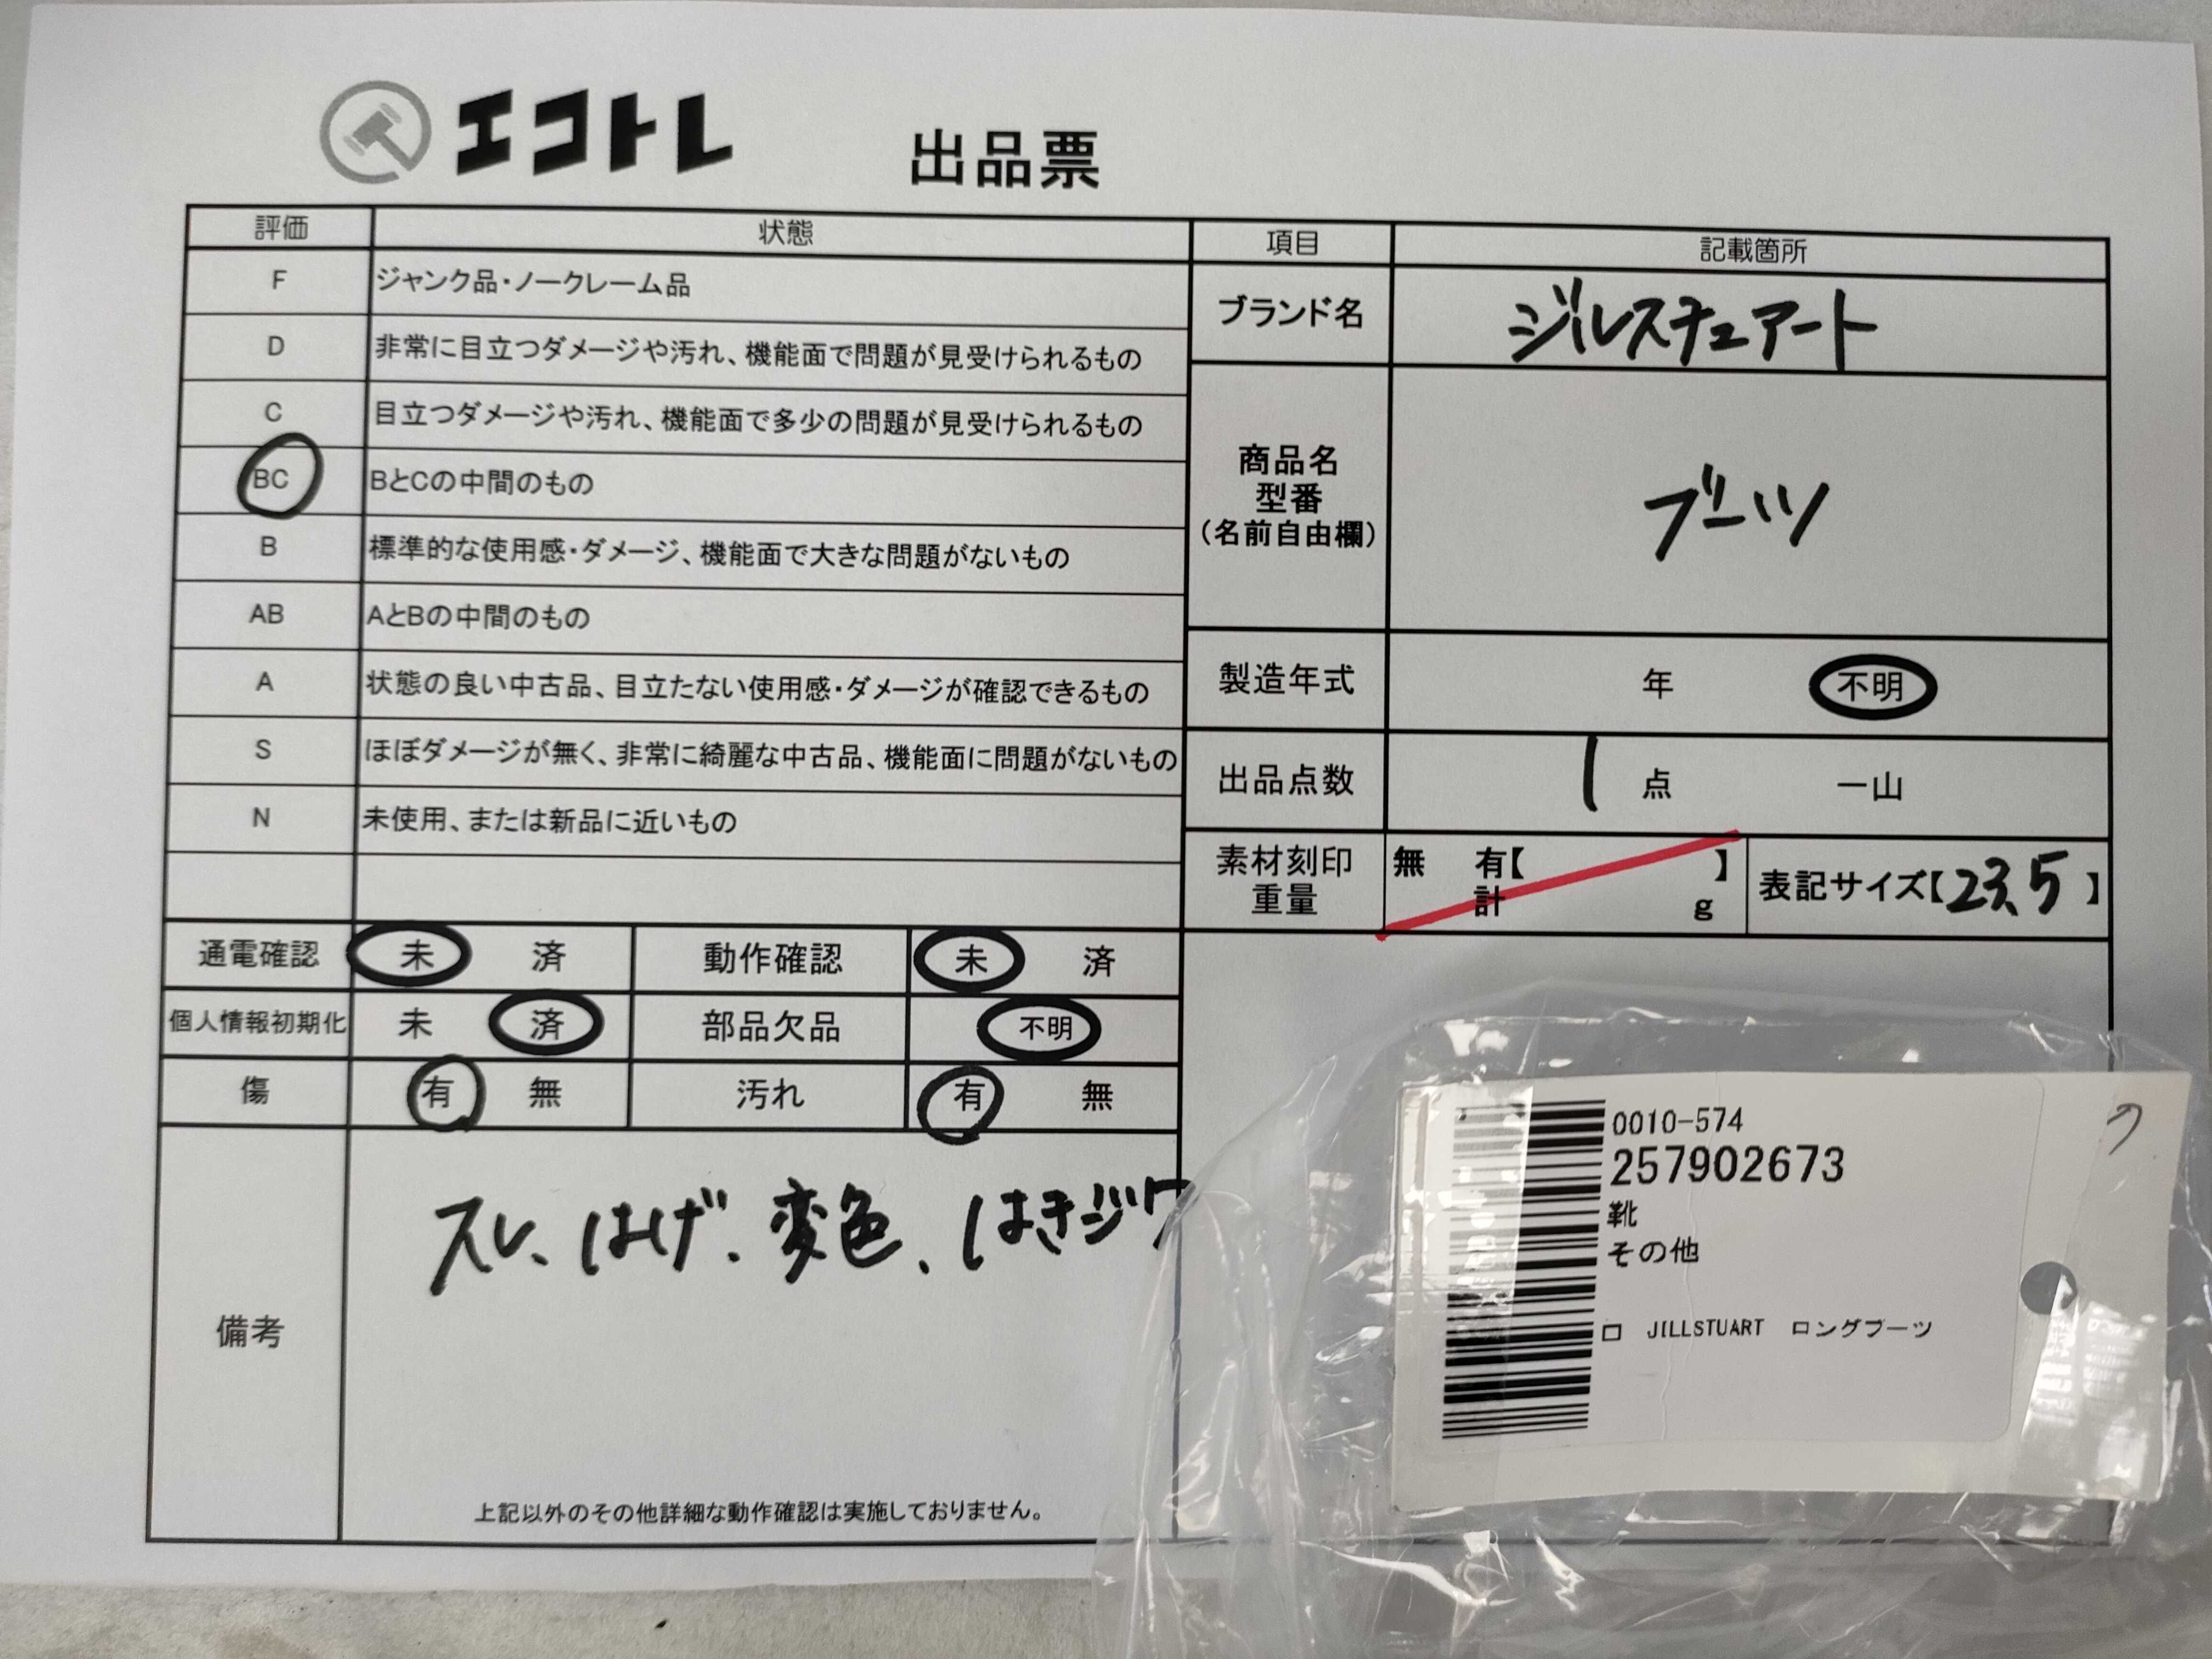 エコトレ
出品票
評価 状態
F ジャンク品・ノークレーム品
D 非常に目立つダメージや汚れ、機能面で問題が見受けられるもの
C 目立つダメージや汚れ、機能面で多少の問題が見受けられるもの
BC BとCの中間のもの
B 標準的な使用感・ダメージ、機能面で大きな問題がないもの
AB AとBの中間のもの
A 状態の良い中古品、目立たない使用感・ダメージが確認できるもの
S ほぼダメージが無く、非常に綺麗な中古品、機能面に問題がないもの
N 未使用、または新品に近いもの
項目 記載箇所
ブランド名 ジルスチュアート
商品名
型番
(名前自由欄)
ブーツ
製造年式 年 不明
出品点数 1 点 一山
素材刻印 無 有【 】
重量 計 g
表記サイズ【23.5】
通電確認 未 済 動作確認 未 済
個人情報初期化 未 済 部品欠品 不明
傷 有 無 汚れ 有 無
備考
スレ、はげ、変色、はきジワ
上記以外のその他詳細な動作確認は実施しておりません。
0010-574
257902673
靴
その他
ロ JILLSTUART ロングブーツ